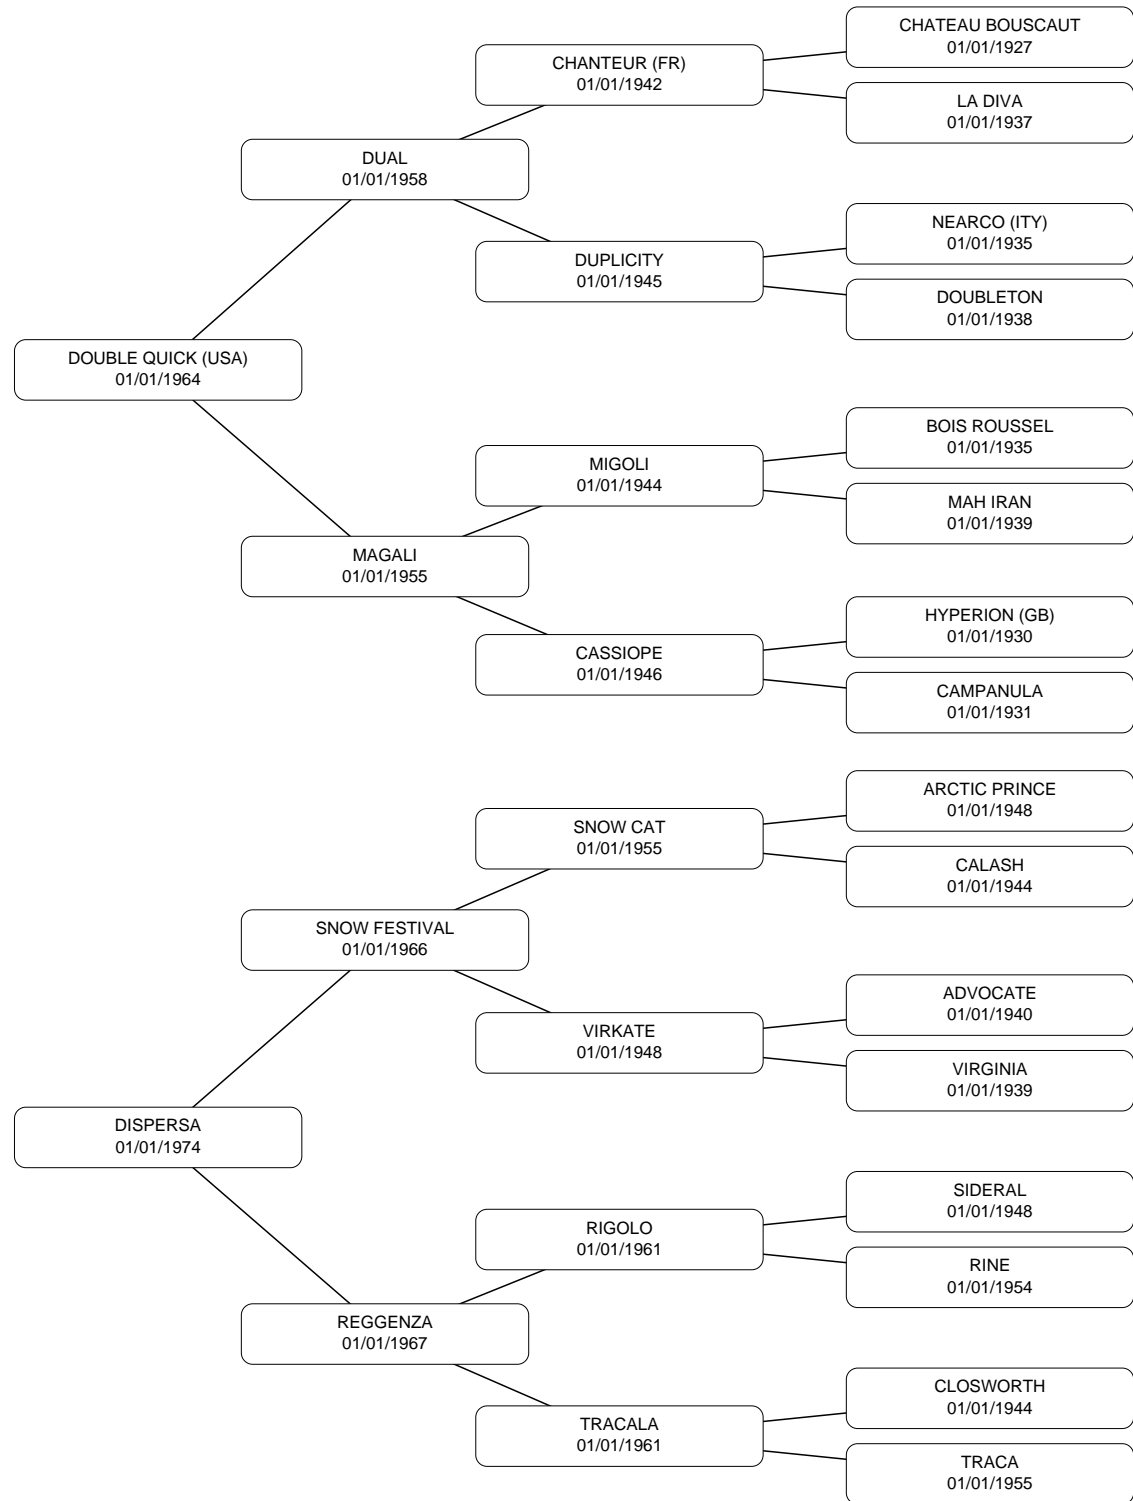 CHATEAU BOUSCAUT
01/01/1927
CHANTEUR (FR)
01/01/1942
LA DIVA
01/01/1937
DUAL
01/01/1958
NEARCO (ITY)
01/01/1935
DUPLICITY
01/01/1945
DOUBLETON
01/01/1938
DOUBLE QUICK (USA)
01/01/1964
BOIS ROUSSEL
01/01/1935
MIGOLI
01/01/1944
MAH IRAN
01/01/1939
MAGALI
01/01/1955
HYPERION (GB)
01/01/1930
CASSIOPE
01/01/1946
CAMPANULA
01/01/1931
ARCTIC PRINCE
01/01/1948
SNOW CAT
01/01/1955
CALASH
01/01/1944
SNOW FESTIVAL
01/01/1966
ADVOCATE
01/01/1940
VIRKATE
01/01/1948
VIRGINIA
01/01/1939
DISPERSA
01/01/1974
SIDERAL
01/01/1948
RIGOLO
01/01/1961
RINE
01/01/1954
REGGENZA
01/01/1967
CLOSWORTH
01/01/1944
TRACALA
01/01/1961
TRACA
01/01/1955